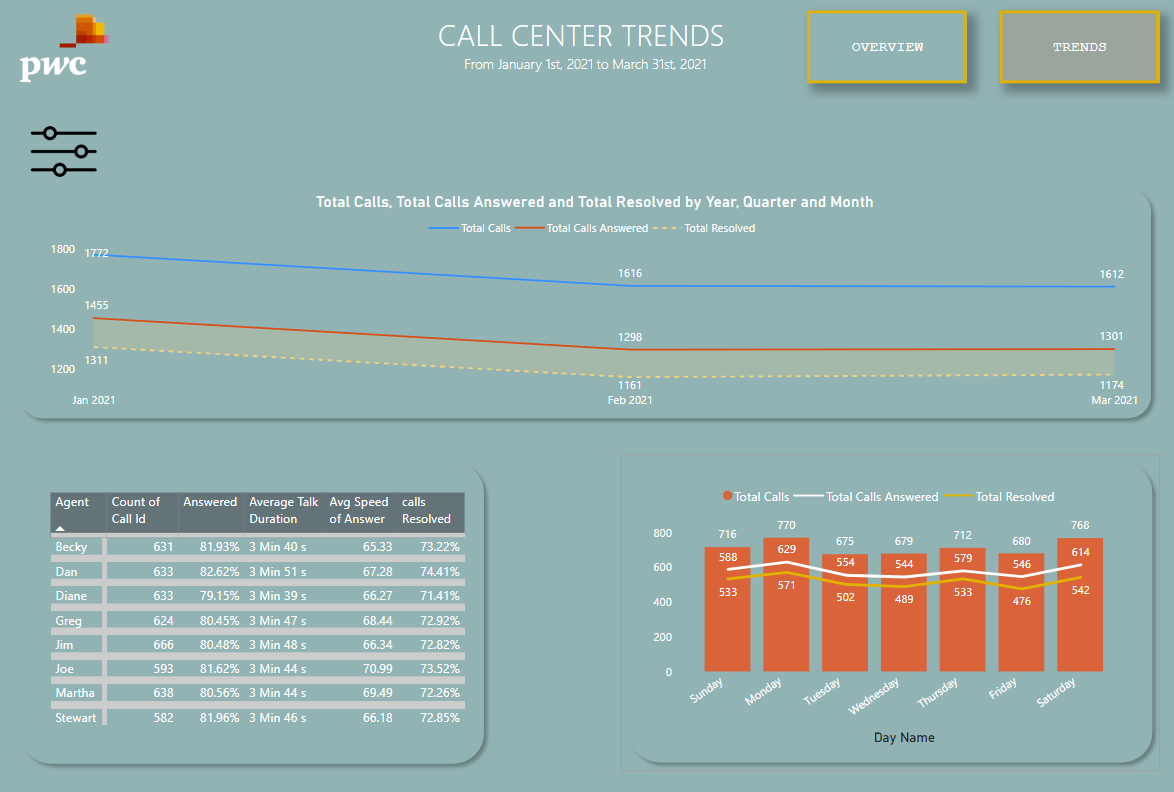 pwc
CALL CENTER TRENDS
From January 1st, 2021 to March 31st, 2021
OVERVIEW
TRENDS
Total Calls, Total Calls Answered and Total Resolved by Year, Quarter and Month
Total Calls Total Calls Answered Total Resolved
1800
1600
1400
1200
1772
1616
1612
1455
1298
1301
1311
1161
1174
Jan 2021 Feb 2021 Mar 2021
Agent Count of Call Id Answered Average Talk Duration Avg Speed of Answer calls Resolved
Becky 631 81.93% 3 Min 40 s 65.33 73.22%
Dan 633 82.62% 3 Min 51 s 67.28 74.41%
Diane 633 79.15% 3 Min 39 s 66.27 71.41%
Greg 624 80.45% 3 Min 47 s 68.44 72.92%
Jim 666 80.48% 3 Min 48 s 66.34 72.82%
Joe 593 81.62% 3 Min 44 s 70.99 73.52%
Martha 638 80.56% 3 Min 44 s 69.49 72.26%
Stewart 582 81.96% 3 Min 46 s 66.18 72.85%
Total Calls Total Calls Answered Total Resolved
800
600
400
200
0
716 770 675 679 712 680 768
588 629 554 544 579 546 614
533 571 502 489 533 476 542
Sunday Monday Tuesday Wednesday Thursday Friday Saturday
Day Name